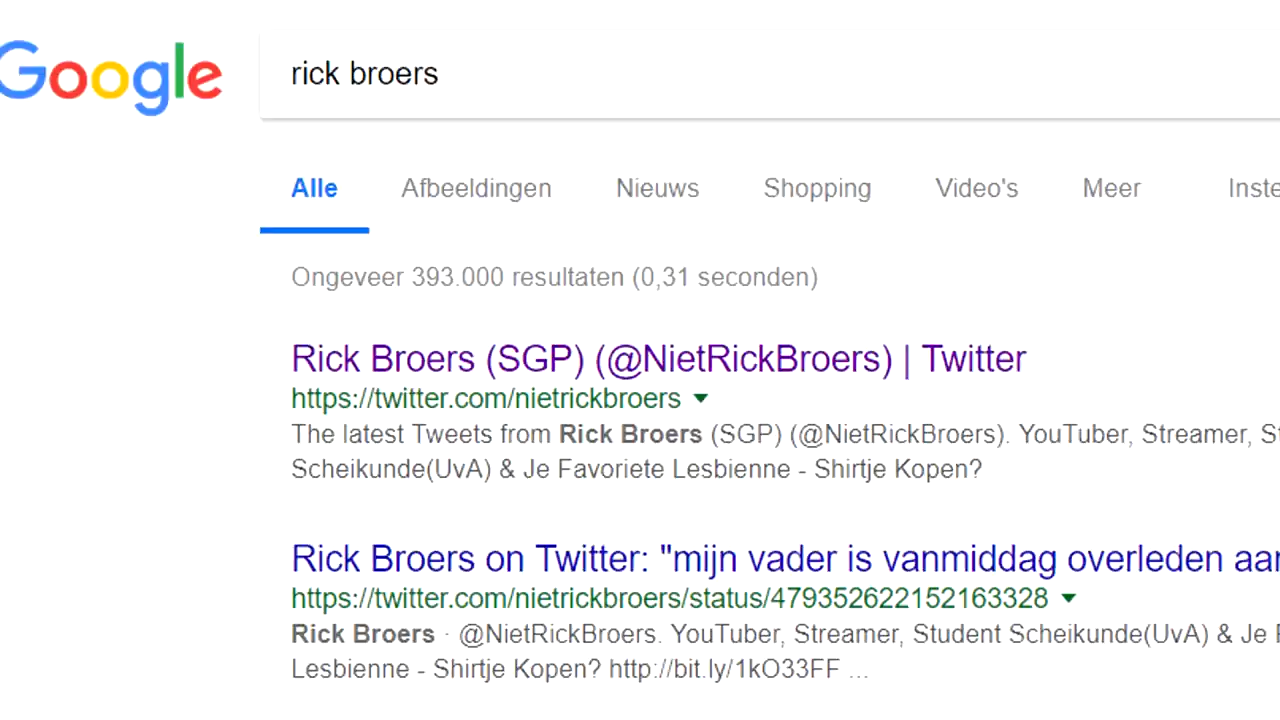 Google rick broers
Alle Afbeeldingen Nieuws Shopping Video's Meer
Ongeveer 393.000 resultaten (0,31 seconden)
Rick Broers (SGP) (@NietRickBroers) | Twitter
https://twitter.com/nietrickbroers
The latest Tweets from Rick Broers (SGP) (@NietRickBroers). YouTuber, Streamer,
Scheikunde(UvA) & Je Favoriete Lesbienne - Shirtje Kopen?
Rick Broers on Twitter: "mijn vader is vanmiddag overleden
https://twitter.com/nietrickbroers/status/479352622152163328
Rick Broers · @NietRickBroers. YouTuber, Streamer, Student Scheikunde(UvA) & Je
Lesbienne - Shirtje Kopen? http://bit.ly/1kO33FF ...